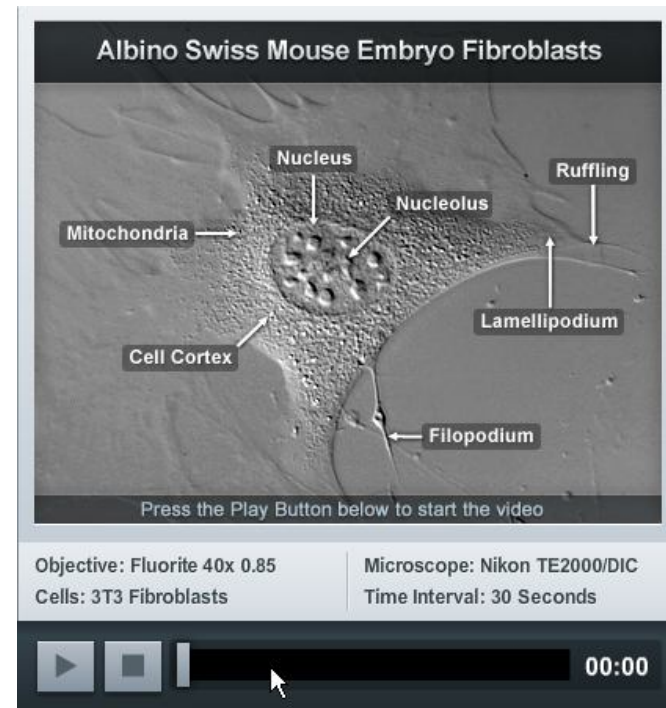 Albino Swiss Mouse Embryo Fibroblasts
Nucleus
Ruffling
Nucleolus
Mitochondria
Lamellipodium
Cell Cortex
Filopodium
Press the Play Button below to start the video
Objective: Fluorite 40x 0.85
Microscope: Nikon TE2000/DIC
Cells: 3T3 Fibroblasts
Time Interval: 30 Seconds
00:00